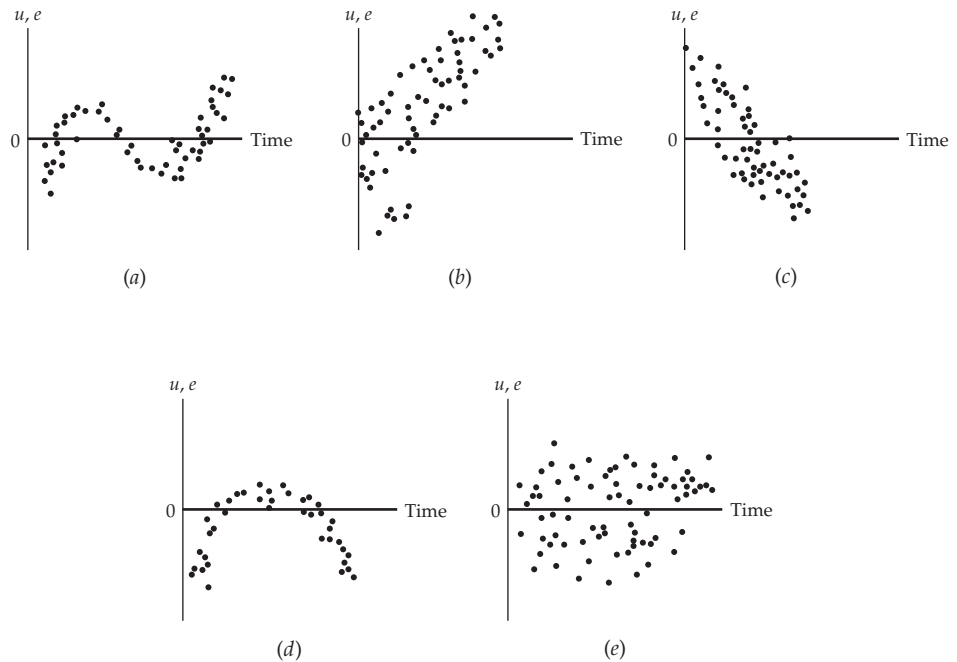 u, e u, e u, e
0 Time 0 Time 0 Time
(a) (b) (c)
u, e u, e
0 Time 0 Time
(d) (e)